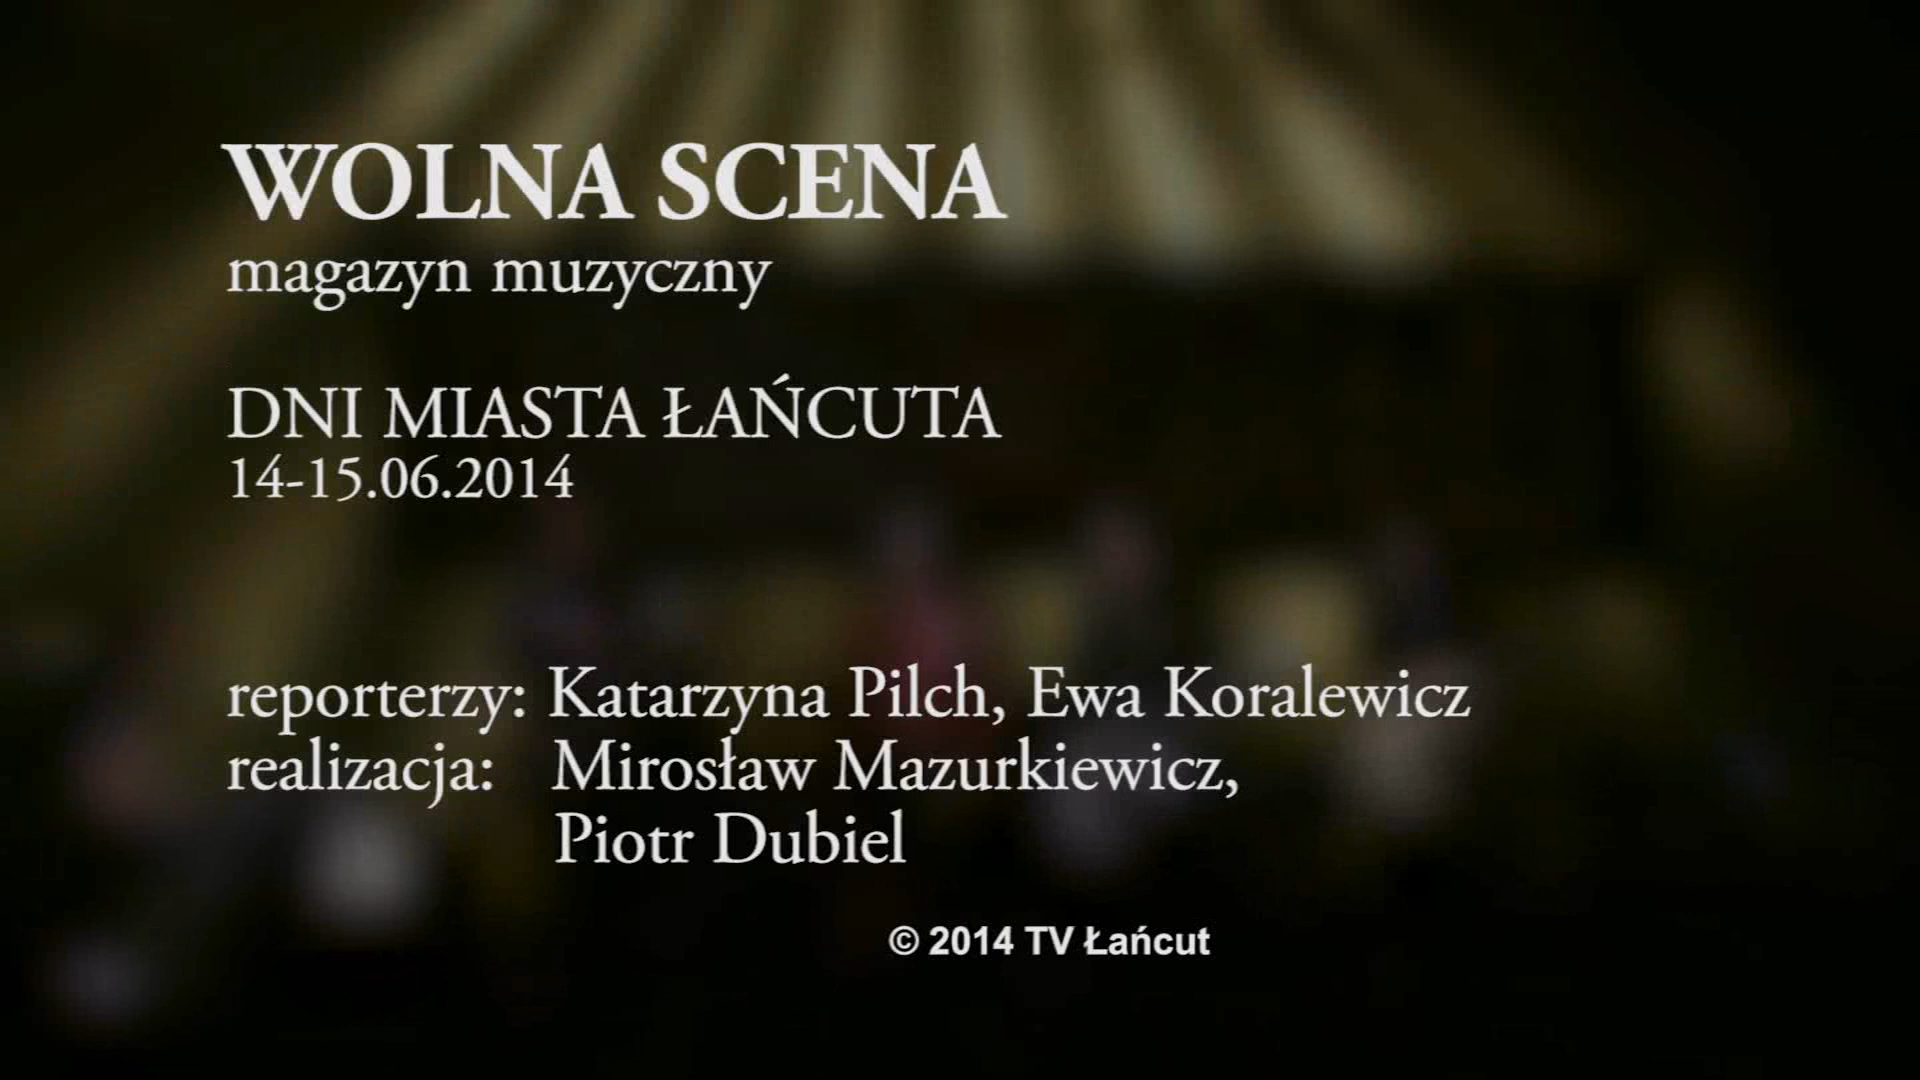 WOLNA SCENA
magazyn muzyczny
DNI MIASTA ŁAŃCUTA
14-15.06.2014
reporterzy: Katarzyna Pilch, Ewa Koralewicz
realizacja: Mirosław Mazurkiewicz,
Piotr Dubiel
© 2014 TV Łańcut